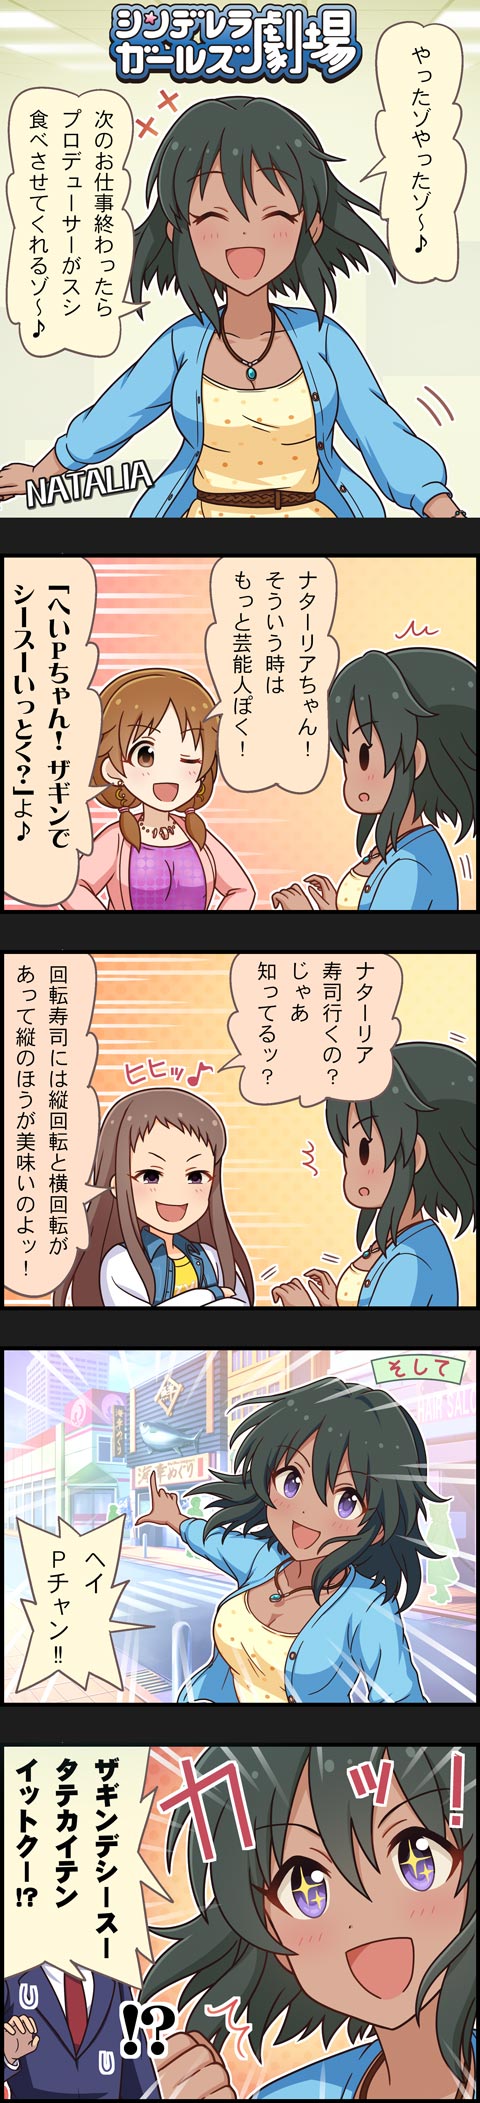 シンデレラ
ガールズ劇場
やったゾやったゾ〜♪
次のお仕事終わったら
プロデューサーがスシ
食べさせてくれるゾ〜♪
NATALIA
ナターリアちゃん！
そういう時は
もっと芸能人ぽく！
「へいPちゃん！ザギンで
シースーいっとく？」よ♪
ナターリア
寿司行くの？
じゃあ
知ってるッ？
ヒヒッ♪
回転寿司には縦回転と横回転が
あって縦のほうが美味いのよッ！
そして
HAIR SAL
海幸めぐり
ヘイ
Pチャン!!
カッ！
ザギンデシースー
タテカイテン
イットクー!?
!?